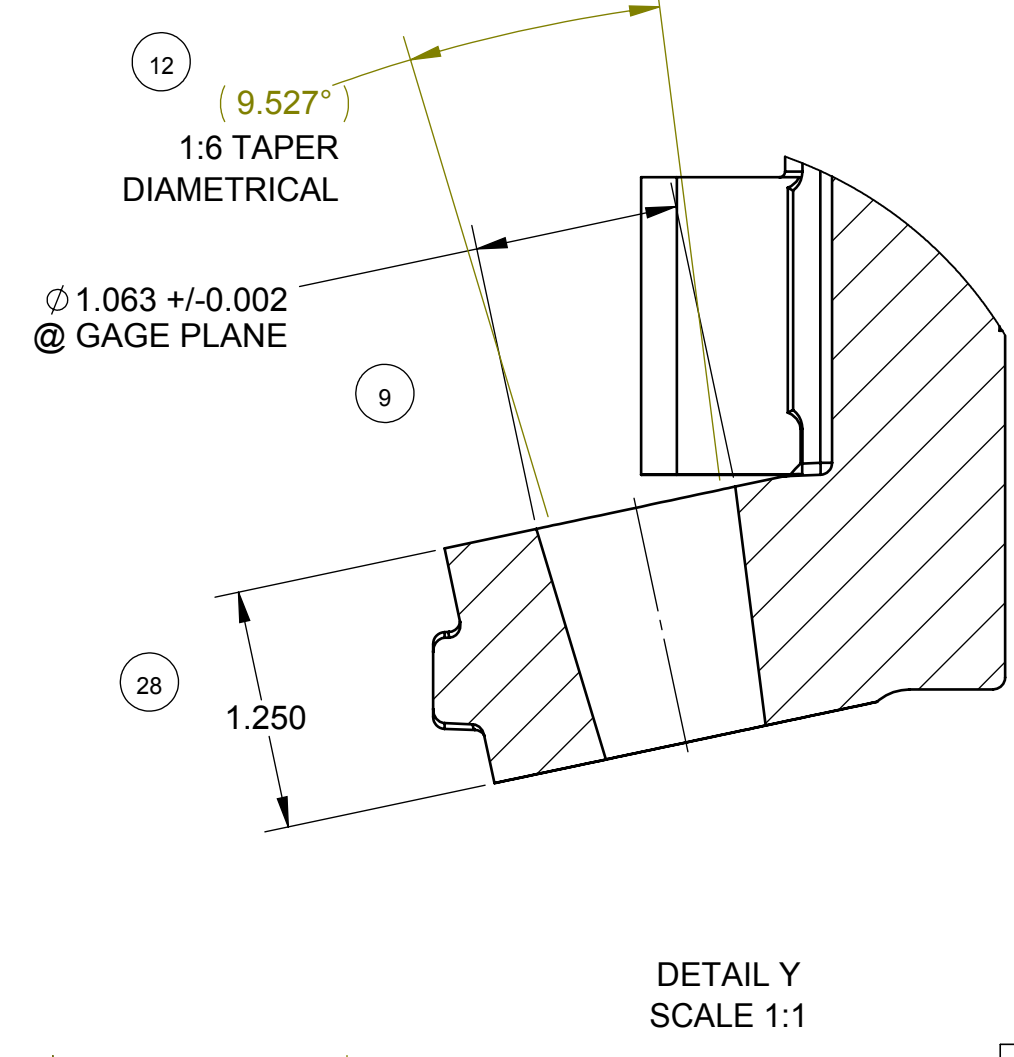 12
( 9.527° )
1:6 TAPER
DIAMETRICAL
∅1.063 +/-0.002
@ GAGE PLANE
9
28
1.250
DETAIL Y
SCALE 1:1